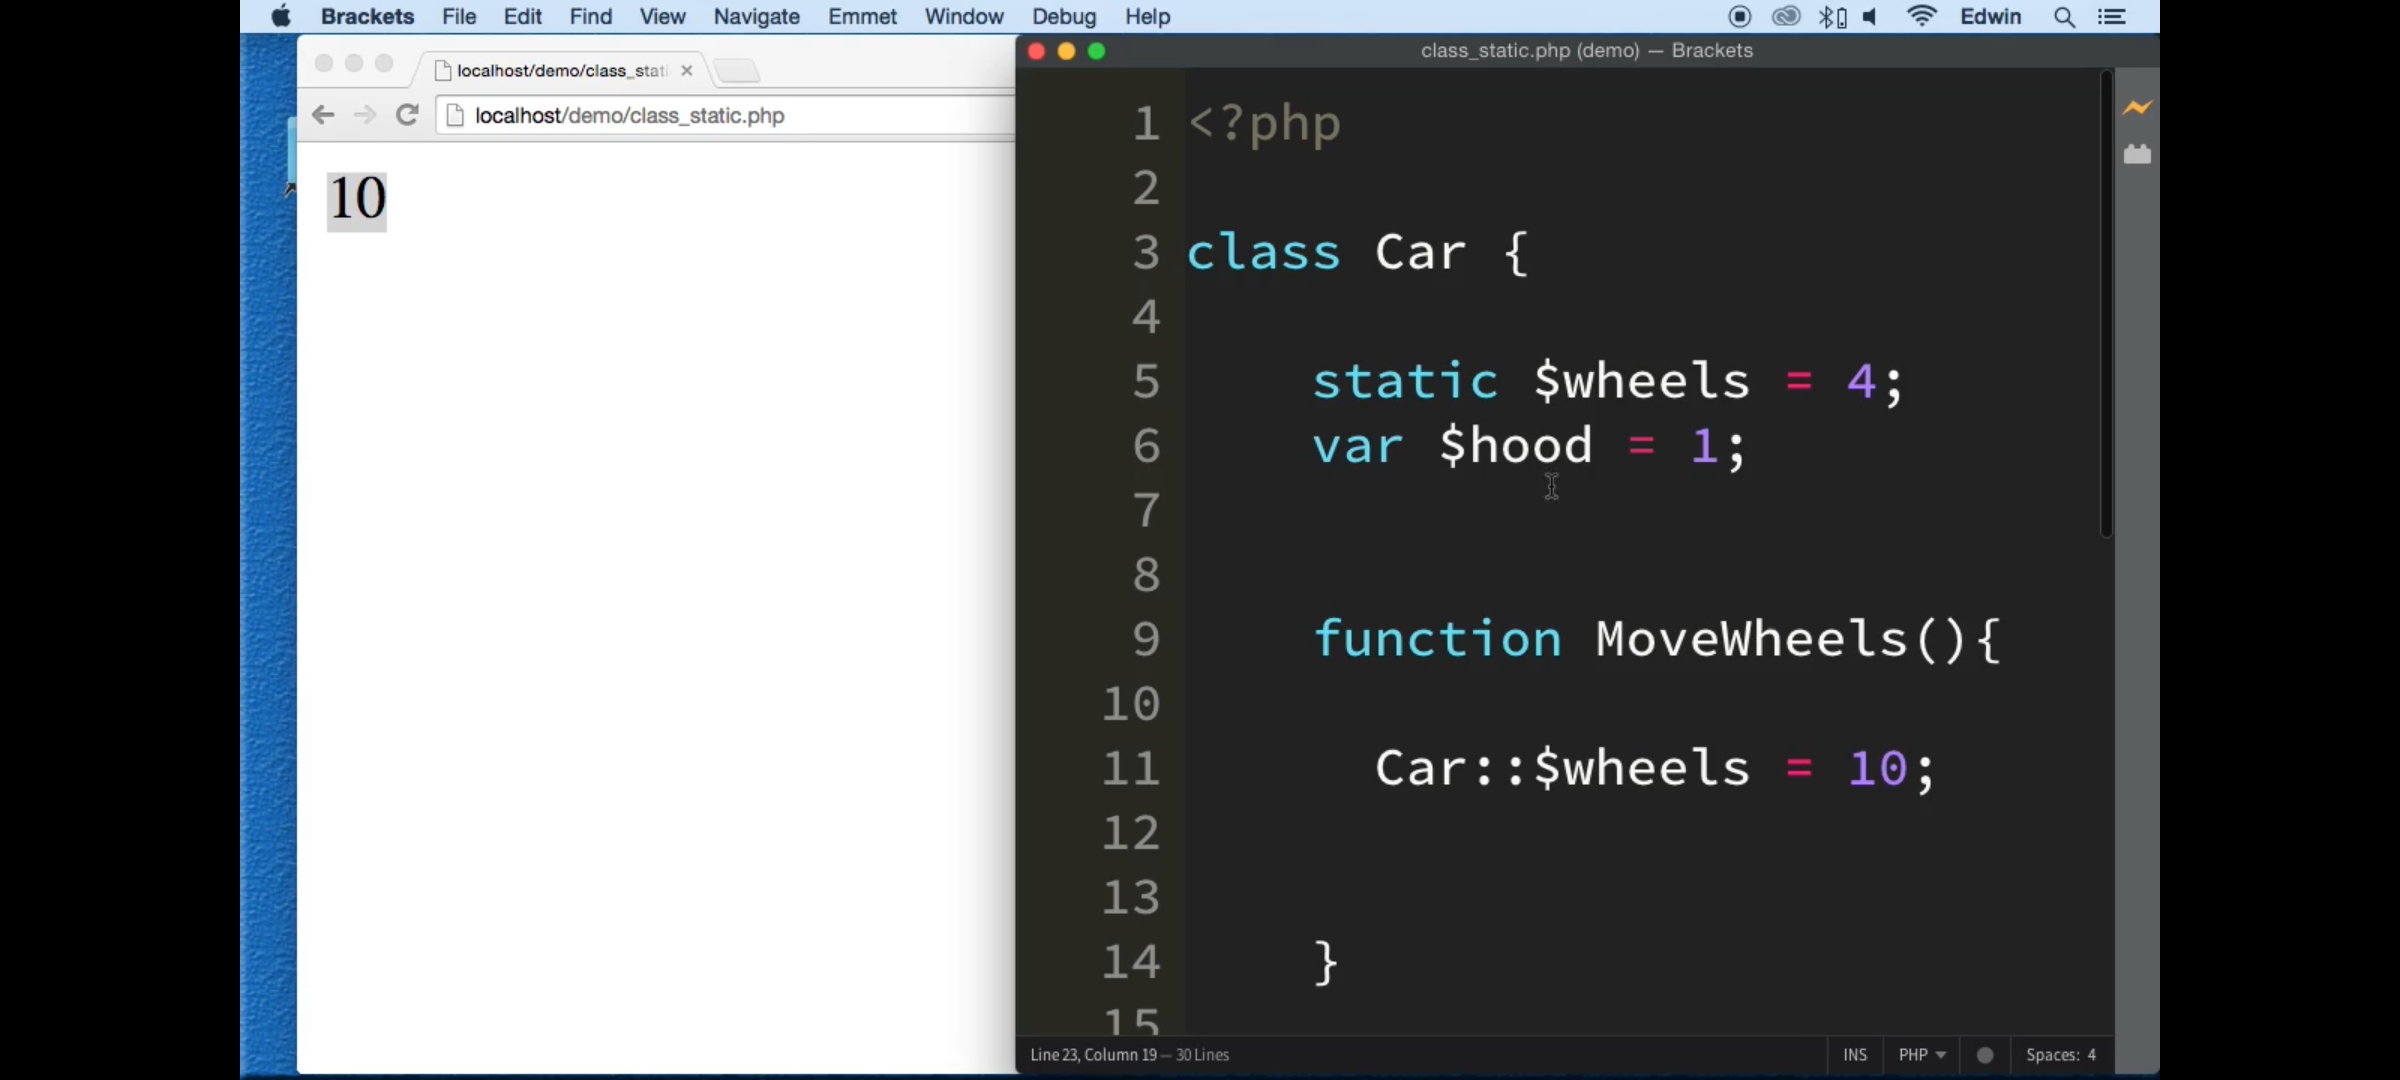 Brackets File Edit Find View Navigate Emmet Window Debug Help Edwin
localhost/demo/class_stati
localhost/demo/class_static.php
10
class_static.php (demo) — Brackets
1 <?php
2
3 class Car {
4
5 static $wheels = 4;
6 var $hood = 1;
7
8
9 function MoveWheels(){
10
11 Car::$wheels = 10;
12
13
14 }
15
Line 23, Column 19 — 30 Lines INS PHP Spaces: 4